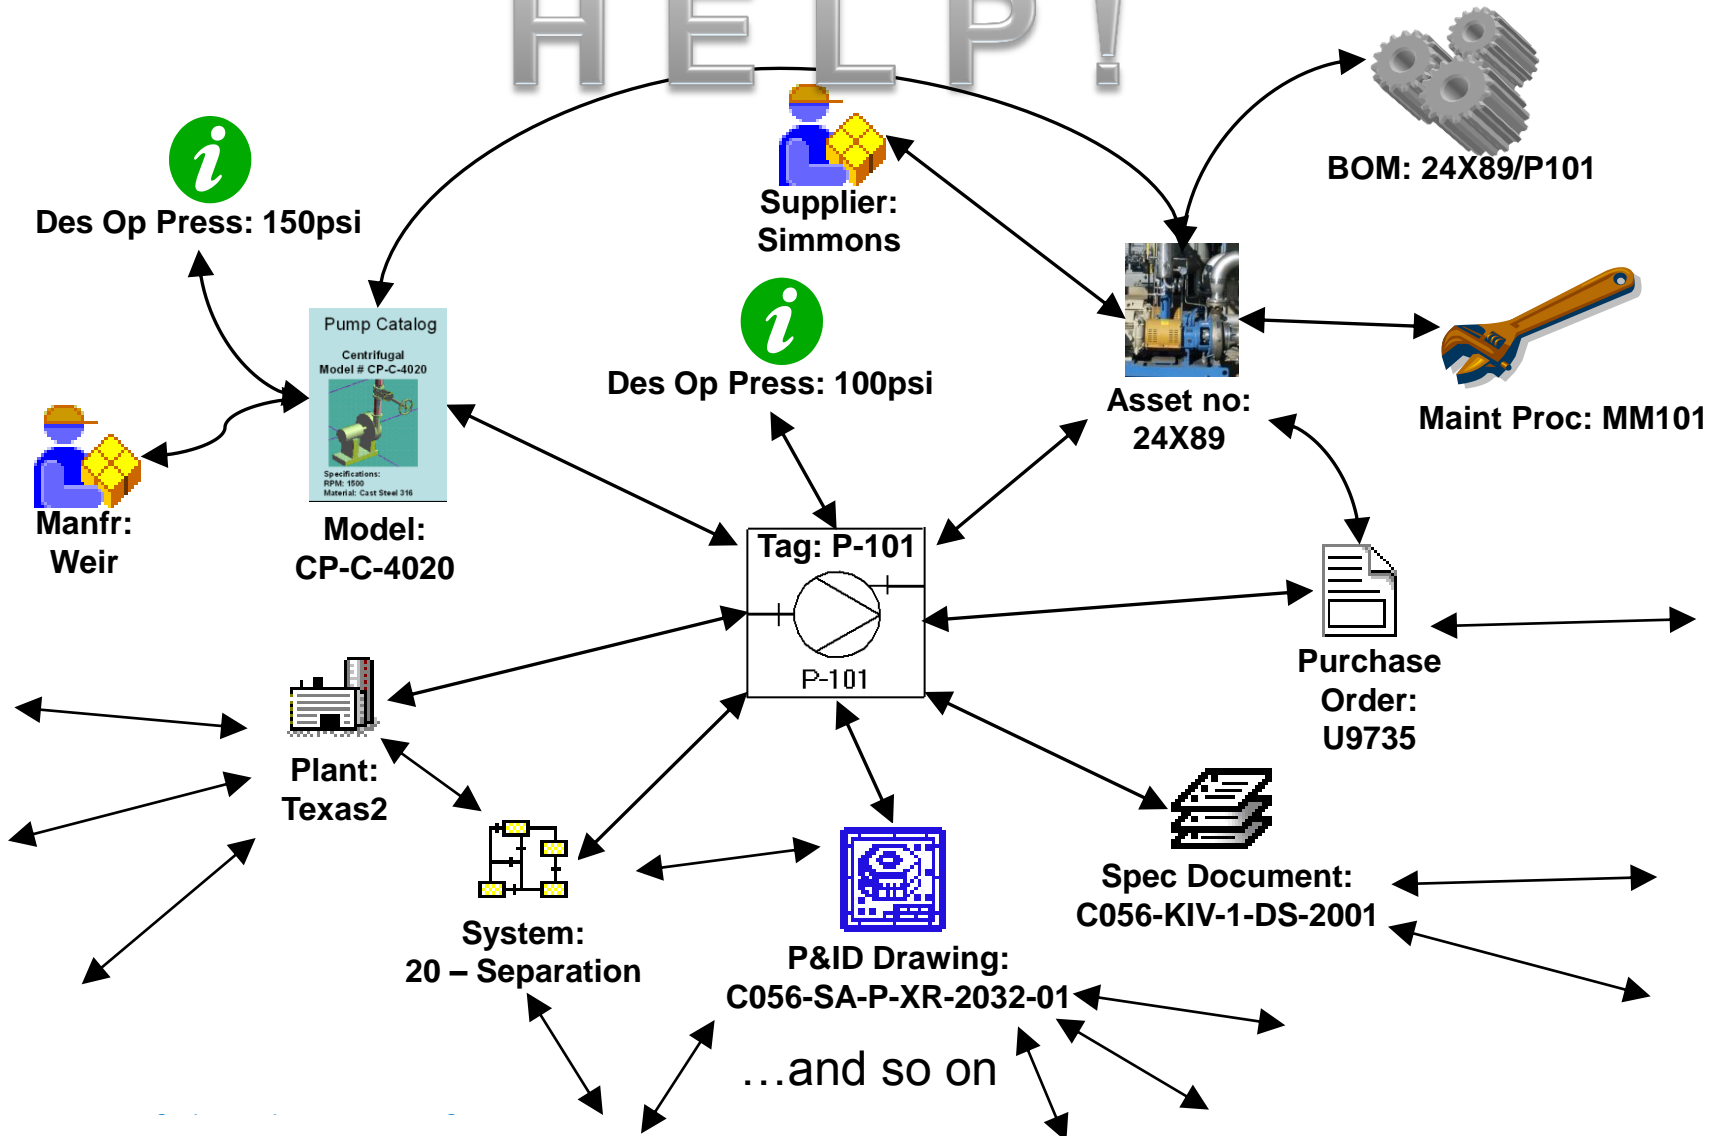 H E L P !
BOM: 24X89/P101
Des Op Press: 150psi
Supplier:
Simmons
Pump Catalog
Centrifugal
Model # CP-C-4020
Specifications:
RPM: 1500
Material: Cast Steel 316
Des Op Press: 100psi
Asset no:
24X89
Maint Proc: MM101
Manfr:
Weir
Model:
CP-C-4020
Tag: P-101
P-101
Purchase
Order:
U9735
Plant:
Texas2
Spec Document:
C056-KIV-1-DS-2001
System:
20 – Separation
P&ID Drawing:
C056-SA-P-XR-2032-01
...and so on